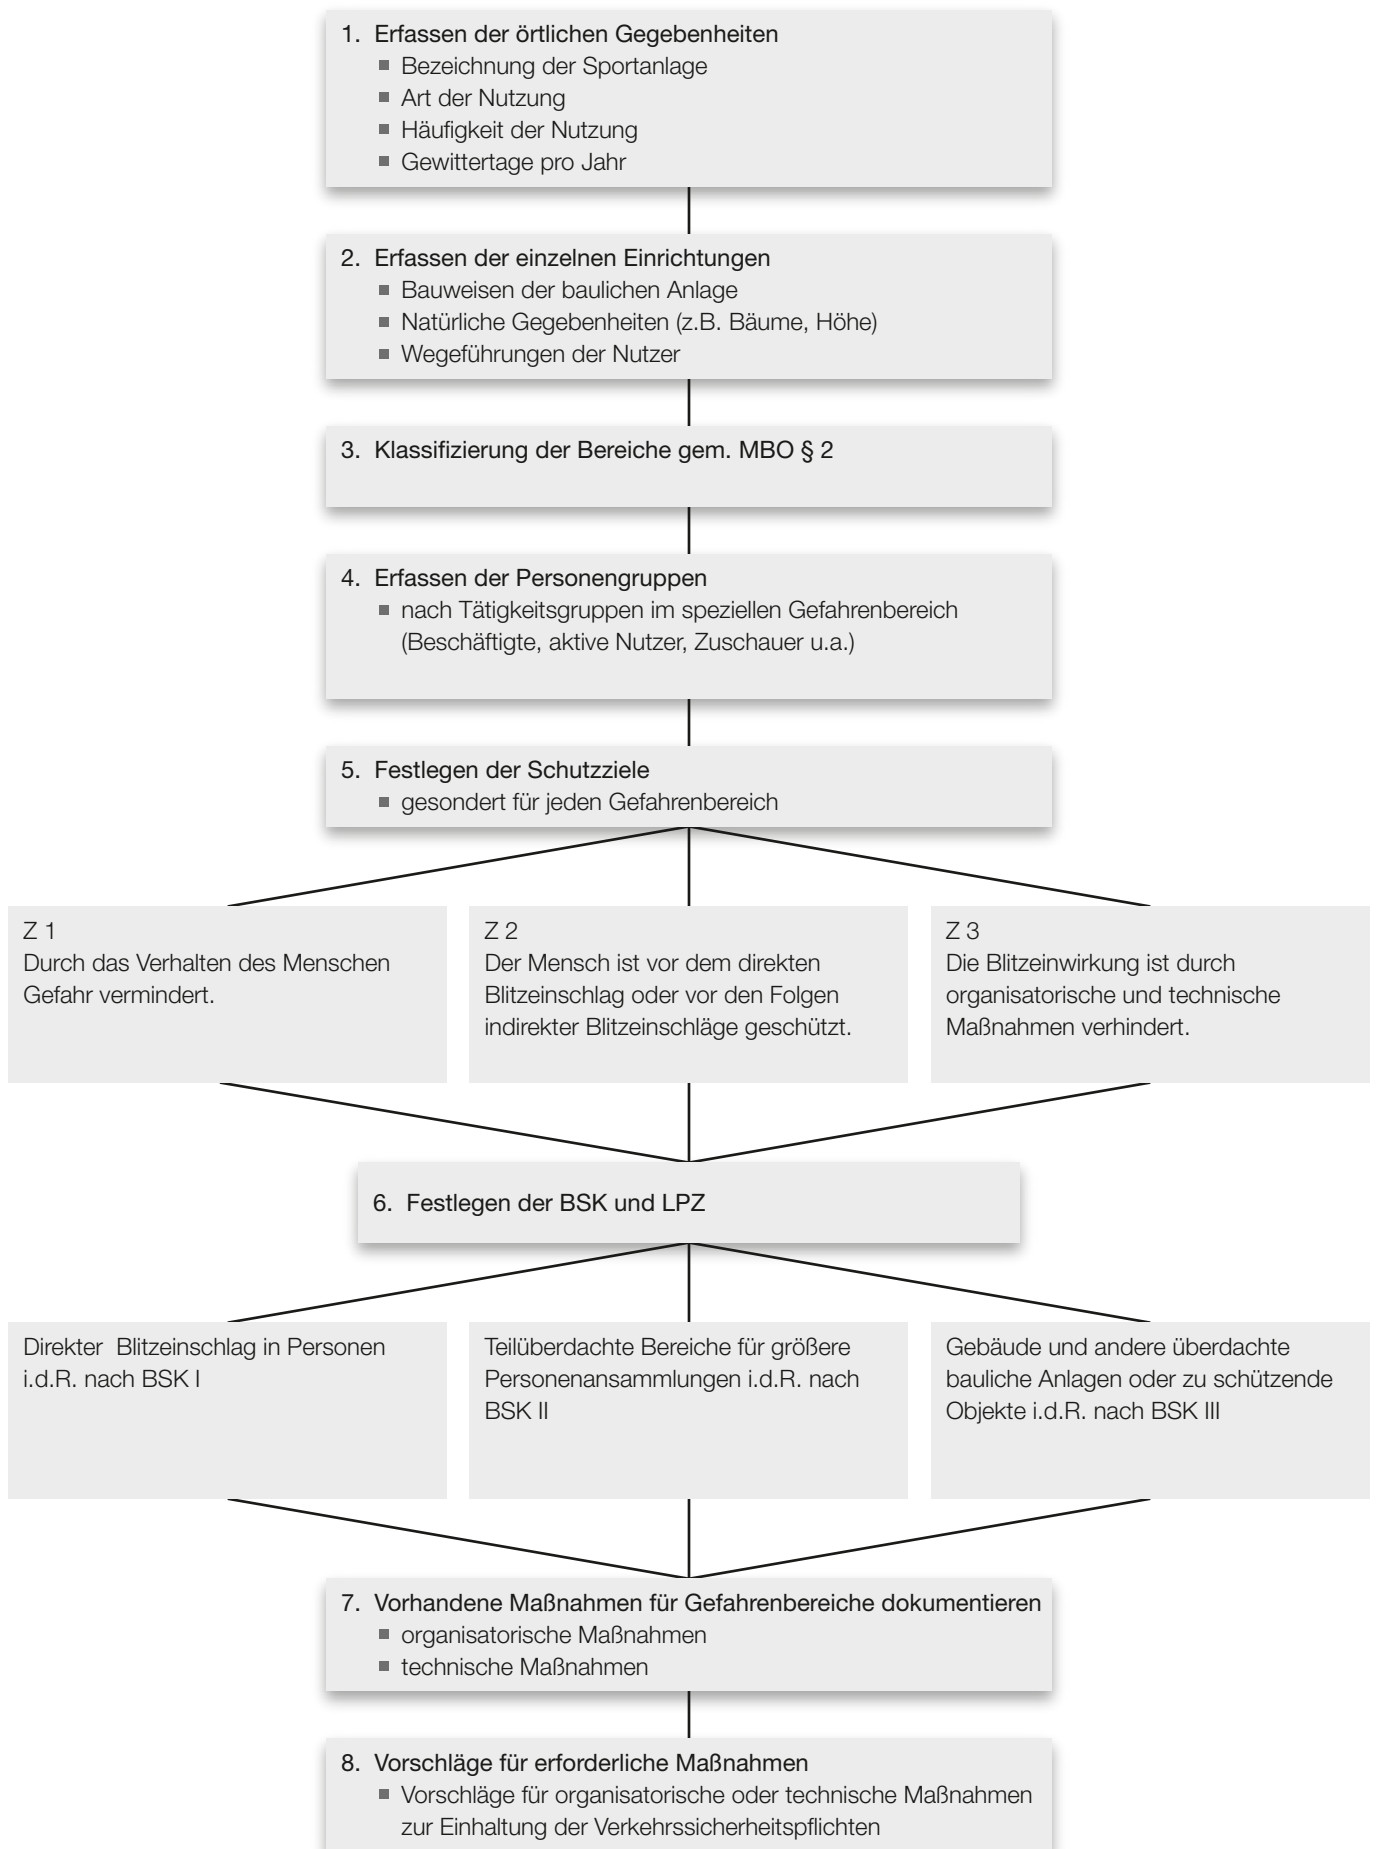 1. Erfassen der örtlichen Gegebenheiten
■ Bezeichnung der Sportanlage
■ Art der Nutzung
■ Häufigkeit der Nutzung
■ Gewittertage pro Jahr
2. Erfassen der einzelnen Einrichtungen
■ Bauweisen der baulichen Anlage
■ Natürliche Gegebenheiten (z.B. Bäume, Höhe)
■ Wegeführungen der Nutzer
3. Klassifizierung der Bereiche gem. MBO § 2
4. Erfassen der Personengruppen
■ nach Tätigkeitsgruppen im speziellen Gefahrenbereich
(Beschäftigte, aktive Nutzer, Zuschauer u.a.)
5. Festlegen der Schutzziele
■ gesondert für jeden Gefahrenbereich
Z 1
Durch das Verhalten des Menschen
Gefahr vermindert.
Z 2
Der Mensch ist vor dem direkten
Blitzeinschlag oder vor den Folgen
indirekter Blitzeinschläge geschützt.
Z 3
Die Blitzeinwirkung ist durch
organisatorische und technische
Maßnahmen verhindert.
6. Festlegen der BSK und LPZ
Direkter Blitzeinschlag in Personen
i.d.R. nach BSK I
Teilüberdachte Bereiche für größere
Personenansammlungen i.d.R. nach
BSK II
Gebäude und andere überdachte
bauliche Anlagen oder zu schützende
Objekte i.d.R. nach BSK III
7. Vorhandene Maßnahmen für Gefahrenbereiche dokumentieren
■ organisatorische Maßnahmen
■ technische Maßnahmen
8. Vorschläge für erforderliche Maßnahmen
■ Vorschläge für organisatorische oder technische Maßnahmen
zur Einhaltung der Verkehrssicherheitspflichten